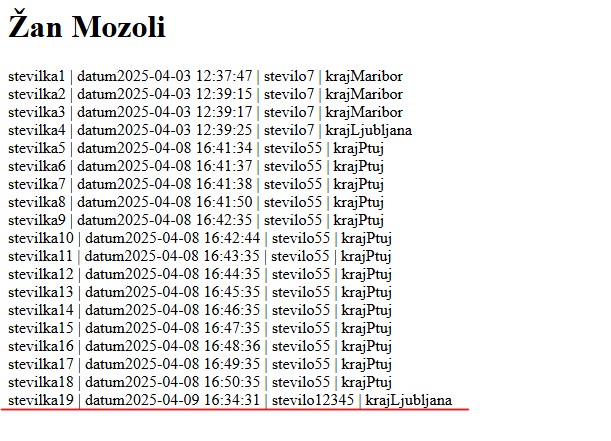 Žan Mozoli
stevilka1 | datum2025-04-03 12:37:47 | stevilo7 | krajMaribor
stevilka2 | datum2025-04-03 12:39:15 | stevilo7 | krajMaribor
stevilka3 | datum2025-04-03 12:39:17 | stevilo7 | krajMaribor
stevilka4 | datum2025-04-03 12:39:25 | stevilo7 | krajLjubljana
stevilka5 | datum2025-04-08 16:41:34 | stevilo55 | krajPtuj
stevilka6 | datum2025-04-08 16:41:37 | stevilo55 | krajPtuj
stevilka7 | datum2025-04-08 16:41:38 | stevilo55 | krajPtuj
stevilka8 | datum2025-04-08 16:41:50 | stevilo55 | krajPtuj
stevilka9 | datum2025-04-08 16:42:35 | stevilo55 | krajPtuj
stevilka10 | datum2025-04-08 16:42:44 | stevilo55 | krajPtuj
stevilka11 | datum2025-04-08 16:43:35 | stevilo55 | krajPtuj
stevilka12 | datum2025-04-08 16:44:35 | stevilo55 | krajPtuj
stevilka13 | datum2025-04-08 16:45:35 | stevilo55 | krajPtuj
stevilka14 | datum2025-04-08 16:46:35 | stevilo55 | krajPtuj
stevilka15 | datum2025-04-08 16:47:35 | stevilo55 | krajPtuj
stevilka16 | datum2025-04-08 16:48:36 | stevilo55 | krajPtuj
stevilka17 | datum2025-04-08 16:49:35 | stevilo55 | krajPtuj
stevilka18 | datum2025-04-08 16:50:35 | stevilo55 | krajPtuj
stevilka19 | datum2025-04-09 16:34:31 | stevilo12345 | krajLjubljana